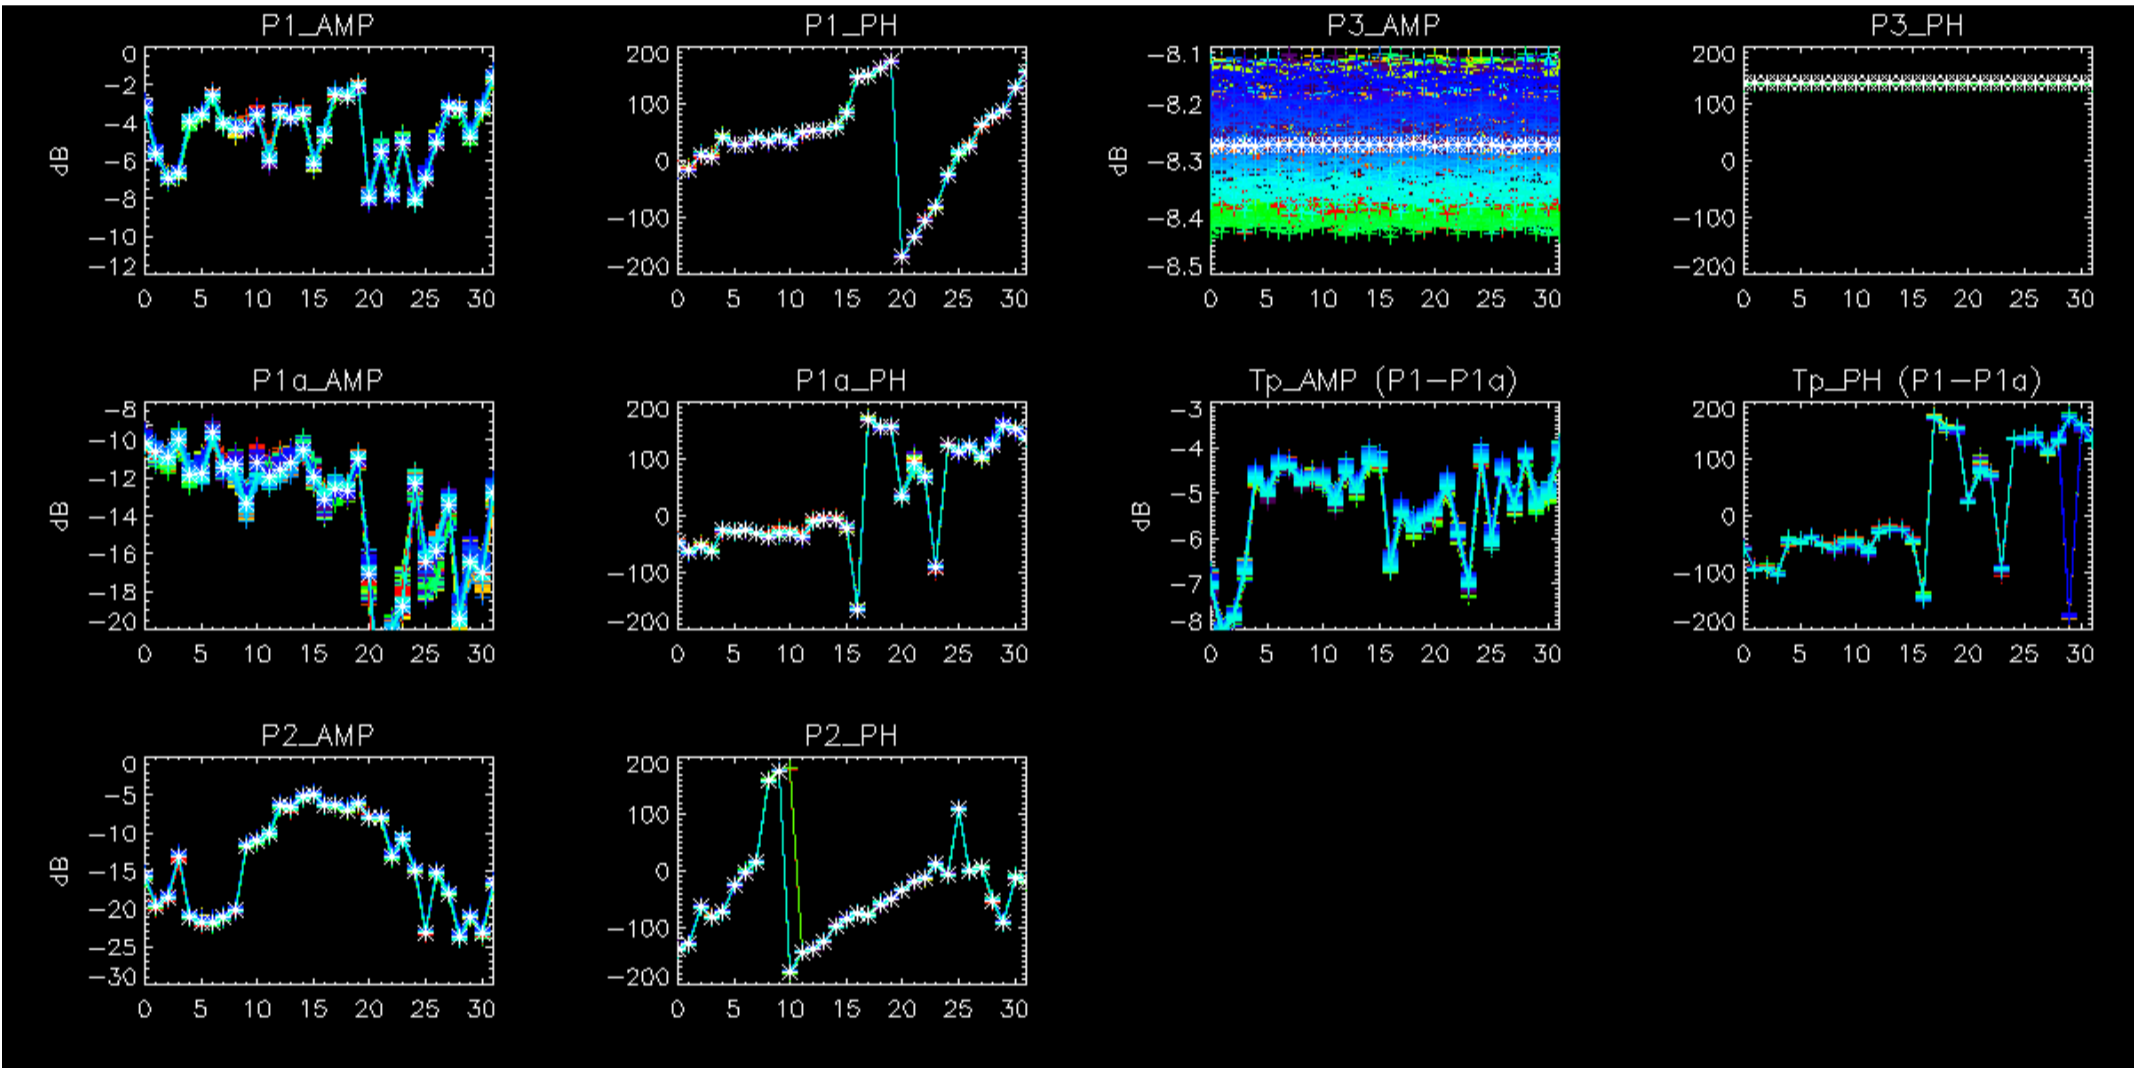 P1_AMP
P1_PH
P3_AMP
P3_PH
0
-2
-4
-6
-8
-10
-12
dB
0 5 10 15 20 25 30
200
100
0
-100
-200
0 5 10 15 20 25 30
-8.1
-8.2
-8.3
-8.4
-8.5
dB
0 5 10 15 20 25 30
200
100
0
-100
-200
0 5 10 15 20 25 30
P1a_AMP
P1a_PH
Tp_AMP (P1-P1a)
Tp_PH (P1-P1a)
-8
-10
-12
-14
-16
-18
-20
dB
0 5 10 15 20 25 30
200
100
0
-100
-200
0 5 10 15 20 25 30
-3
-4
-5
-6
-7
-8
dB
0 5 10 15 20 25 30
200
100
0
-100
-200
0 5 10 15 20 25 30
P2_AMP
P2_PH
0
-5
-10
-15
-20
-25
-30
dB
0 5 10 15 20 25 30
200
100
0
-100
-200
0 5 10 15 20 25 30